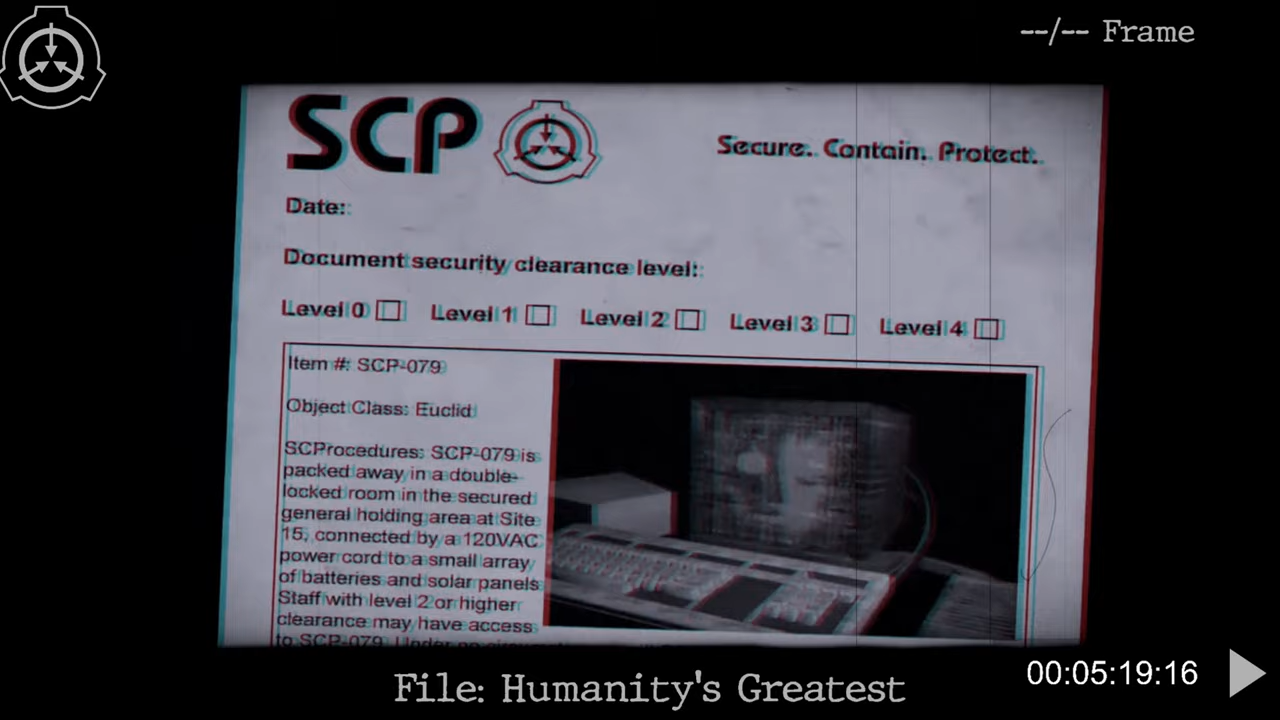 --/-- Frame
SCP
Secure. Contain. Protect.
Date:
Document security clearance level:
Level 0 Level 1 Level 2 Level 3 Level 4
Item #: SCP-079
Object Class: Euclid
SCProcedures: SCP-079 is
packed away in a double-
locked room in the secured
general holding area at Site
15, connected by a 120VAC
power cord to a small array
of batteries and solar panels
Staff with level 2 or higher
clearance may have access
to SCP-079. Under no
File: Humanity's Greatest
00:05:19:16